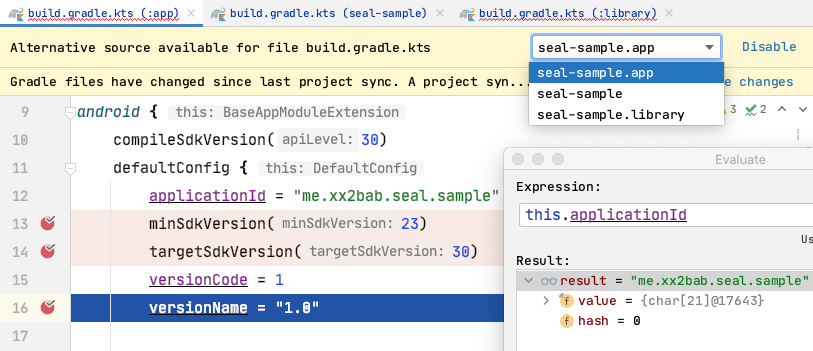 build.gradle.kts (:app) build.gradle.kts (seal-sample) build.gradle.kts (:library)
Alternative source available for file build.gradle.kts seal-sample.app Disable
seal-sample.app
seal-sample
seal-sample.library
Gradle files have changed since last project sync. A project syn... e changes
3 2
9 android { this: BaseAppModuleExtension
10 compileSdkVersion( apiLevel: 30)
11 defaultConfig { this: DefaultConfig
12 applicationId = "me.xx2bab.seal.sample"
13 minSdkVersion( minSdkVersion: 23)
14 targetSdkVersion( targetSdkVersion: 30)
15 versionCode = 1
16 versionName = "1.0"
17
Evaluate
Expression:
this.applicationId
Us
Result:
result = "me.xx2bab.seal.sample"
f value = {char[21]@17643}
f hash = 0